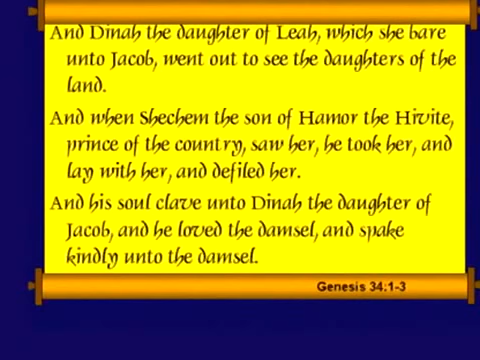 And Dinah the daughter of Leah, which she bare
unto Jacob, went out to see the daughters of the
land.
And when Shechem the son of Hamor the Hivite,
prince of the country, saw her, he took her, and
lay with her, and defiled her.
And his soul clave unto Dinah the daughter of
Jacob, and he loved the damsel, and spake
kindly unto the damsel.
Genesis 34:1-3